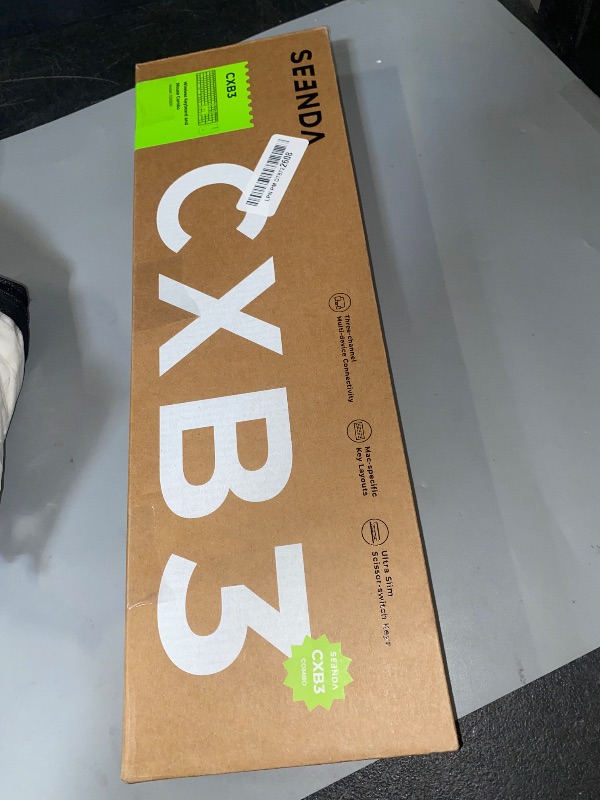 SEENDA
CXB3
Wireless Keyboard and
Mouse Combo
CXB3
Three-channel
Multi-device Connectivity
Mac-specific
Key Layouts
Ultra Slim
Scissor-switch Keys
SEENDA
CXB3
COMBO